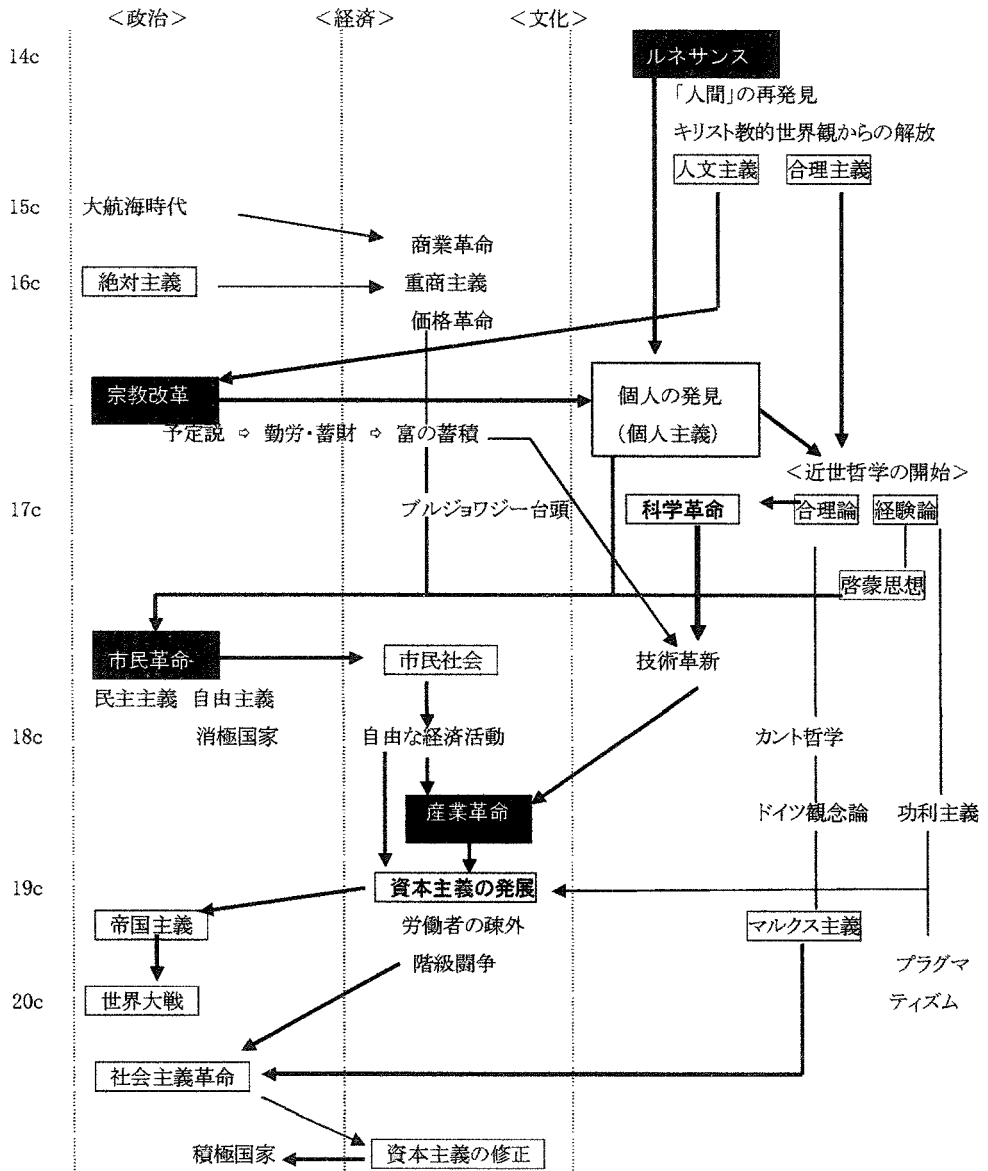 ＜政治＞ ＜経済＞ ＜文化＞
14c ルネサンス
「人間」の再発見
キリスト教的世界観からの解放
人文主義 合理主義
15c 大航海時代
商業革命
16c 絶対主義 重商主義
価格革命
宗教改革 個人の発見
（個人主義）
予定説 ⇨ 勤労・蓄財 ⇨ 富の蓄積
＜近世哲学の開始＞
17c ブルジョワジー台頭 科学革命 合理論 経験論
啓蒙思想
市民革命 市民社会 技術革新
民主主義 自由主義
18c 消極国家 自由な経済活動 カント哲学
産業革命 ドイツ観念論 功利主義
19c 資本主義の発展
帝国主義 労働者の疎外 マルクス主義
階級闘争 プラグマ
20c 世界大戦 ティズム
社会主義革命
積極国家 資本主義の修正